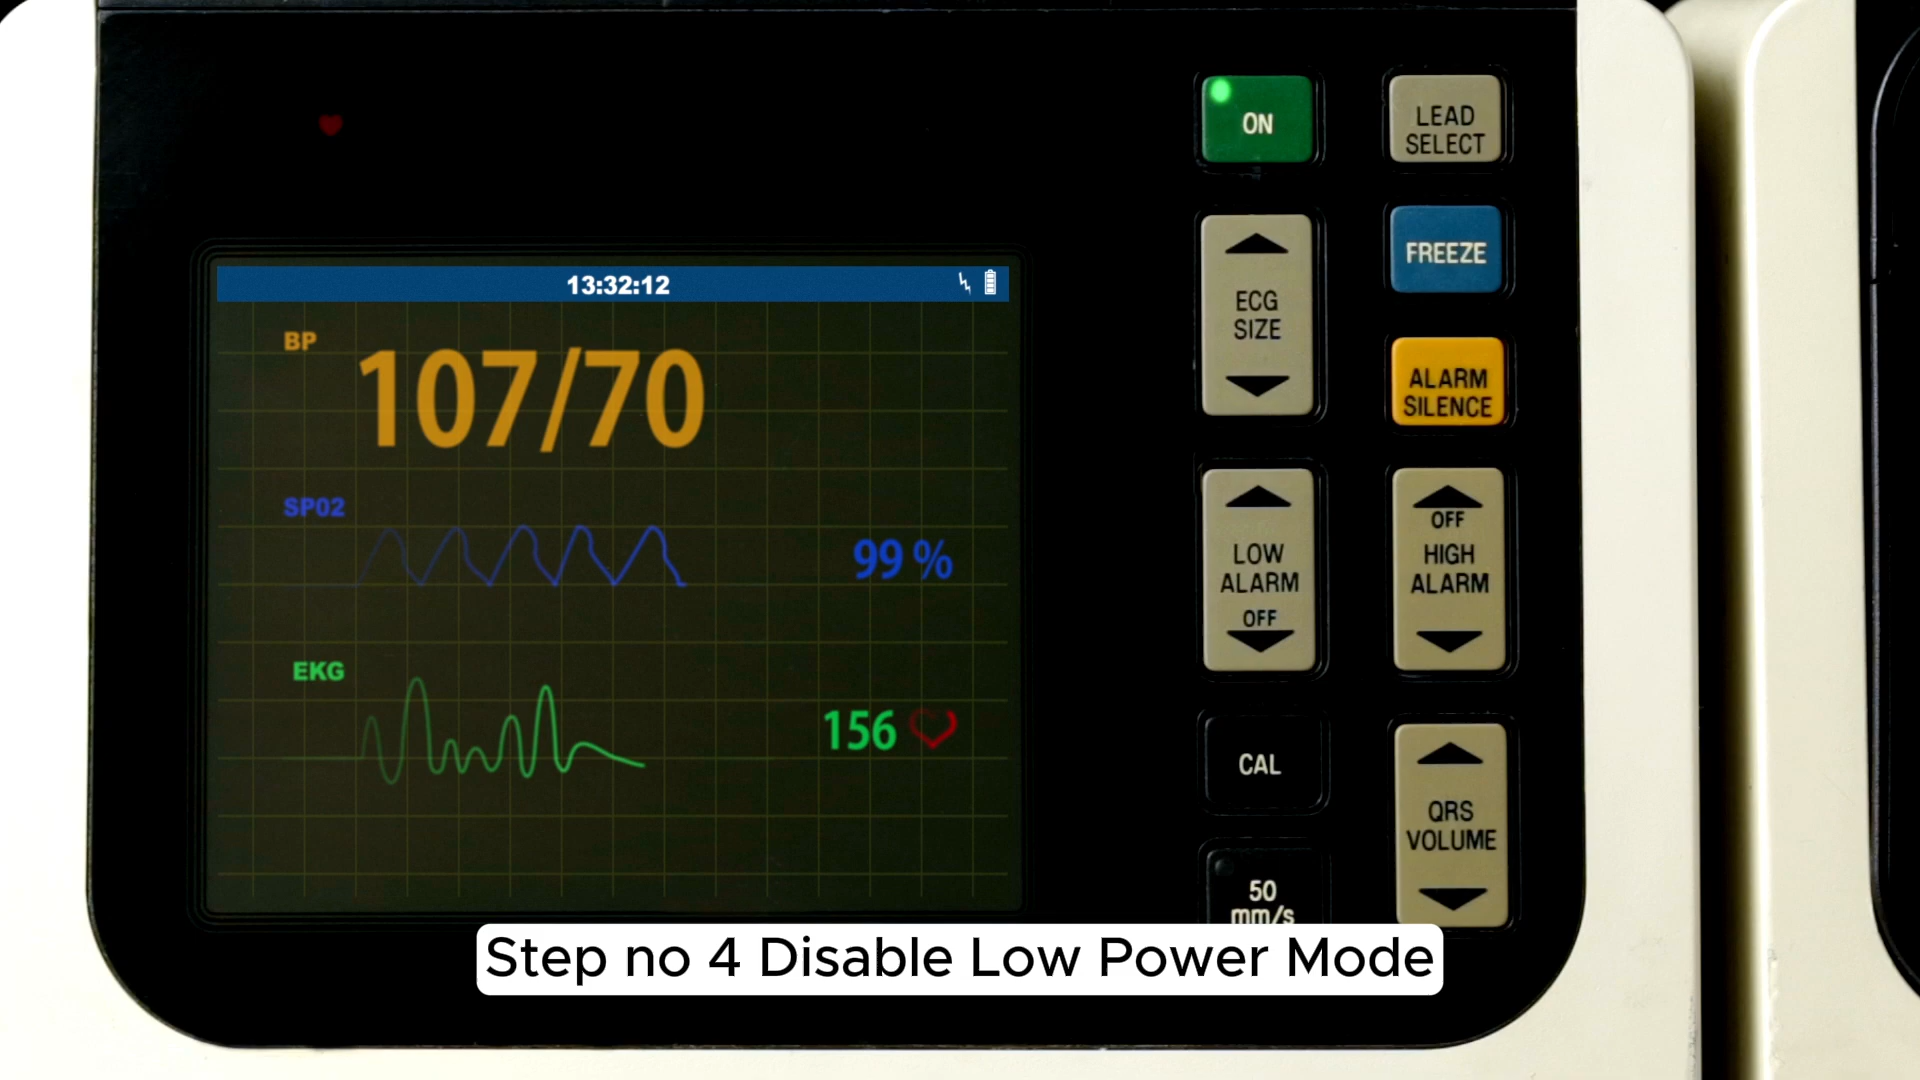 13:32:12
BP
107/70
SPO2
99 %
EKG
156
ON
LEAD
SELECT
ECG
SIZE
FREEZE
ALARM
SILENCE
LOW
ALARM
OFF
OFF
HIGH
ALARM
CAL
QRS
VOLUME
50
mm/s
Step no 4 Disable Low Power Mode